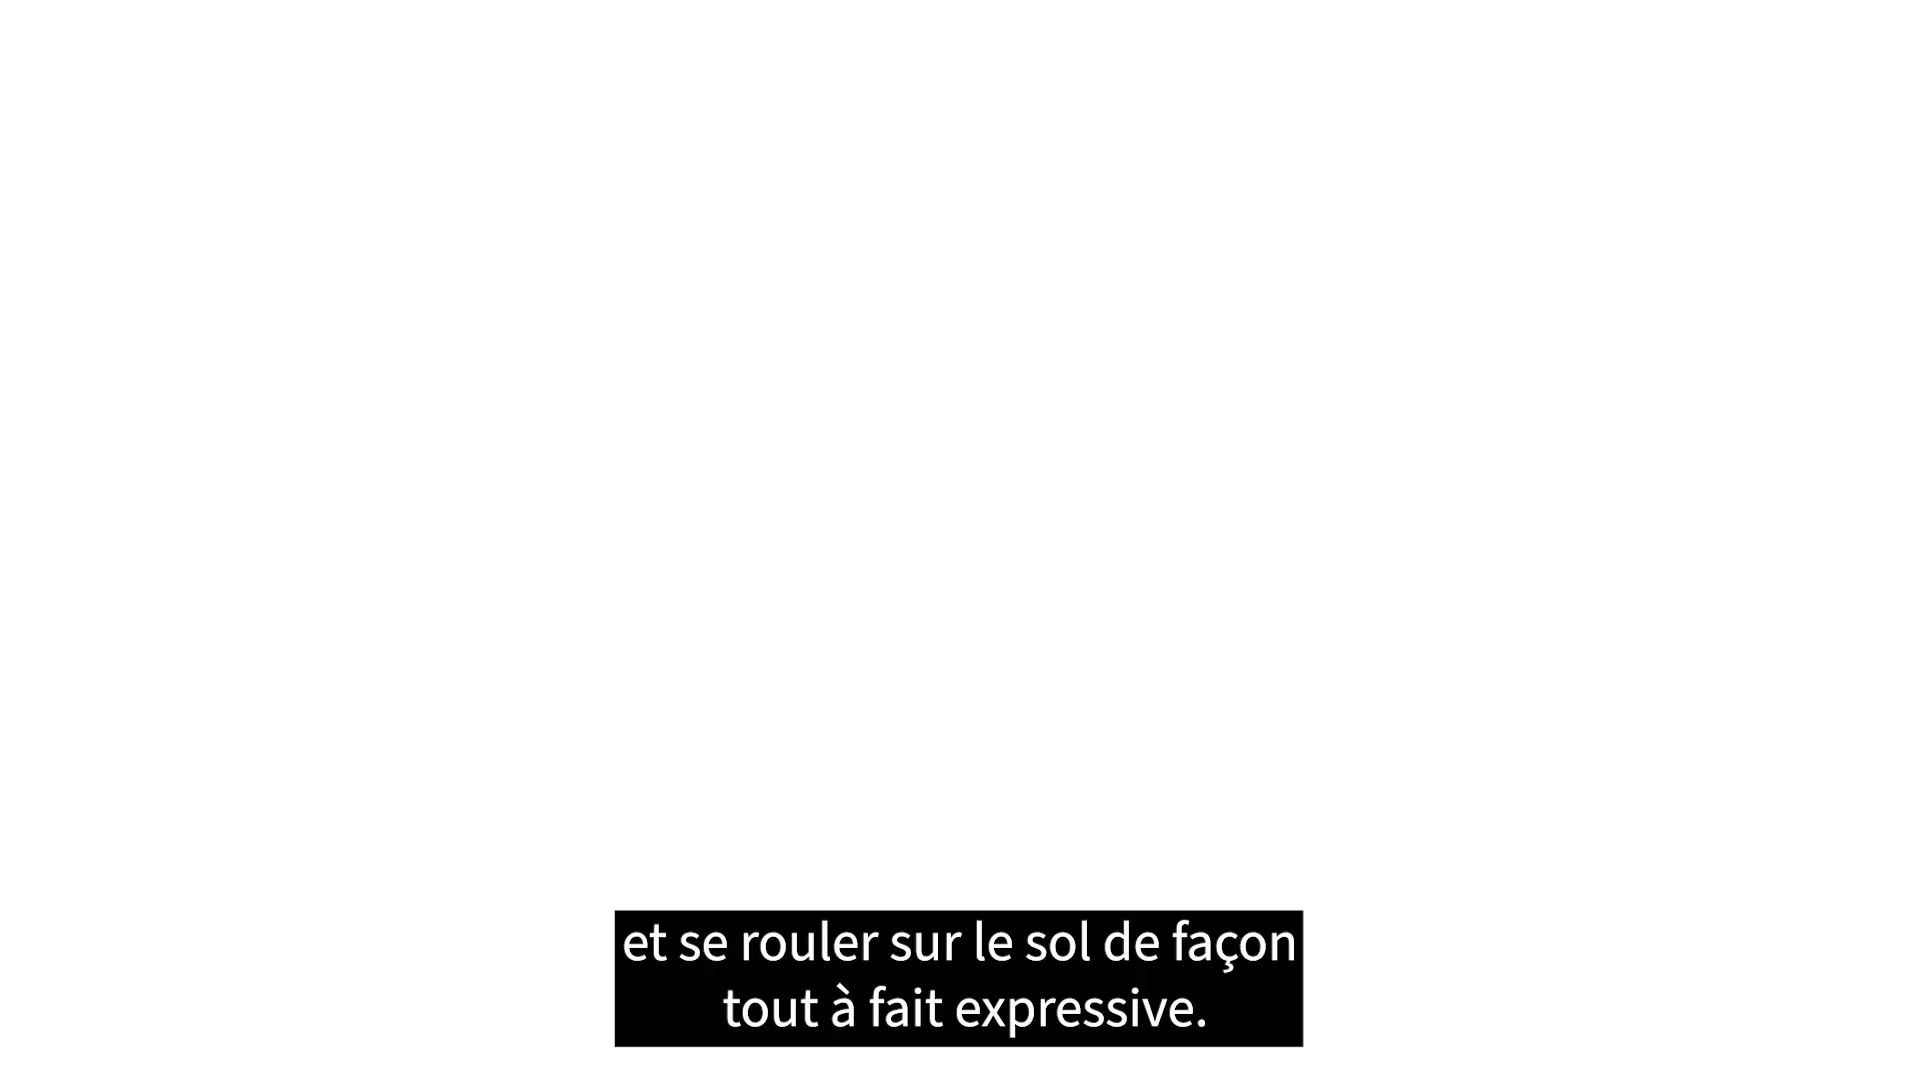 et se rouler sur le sol de façon
tout à fait expressive.